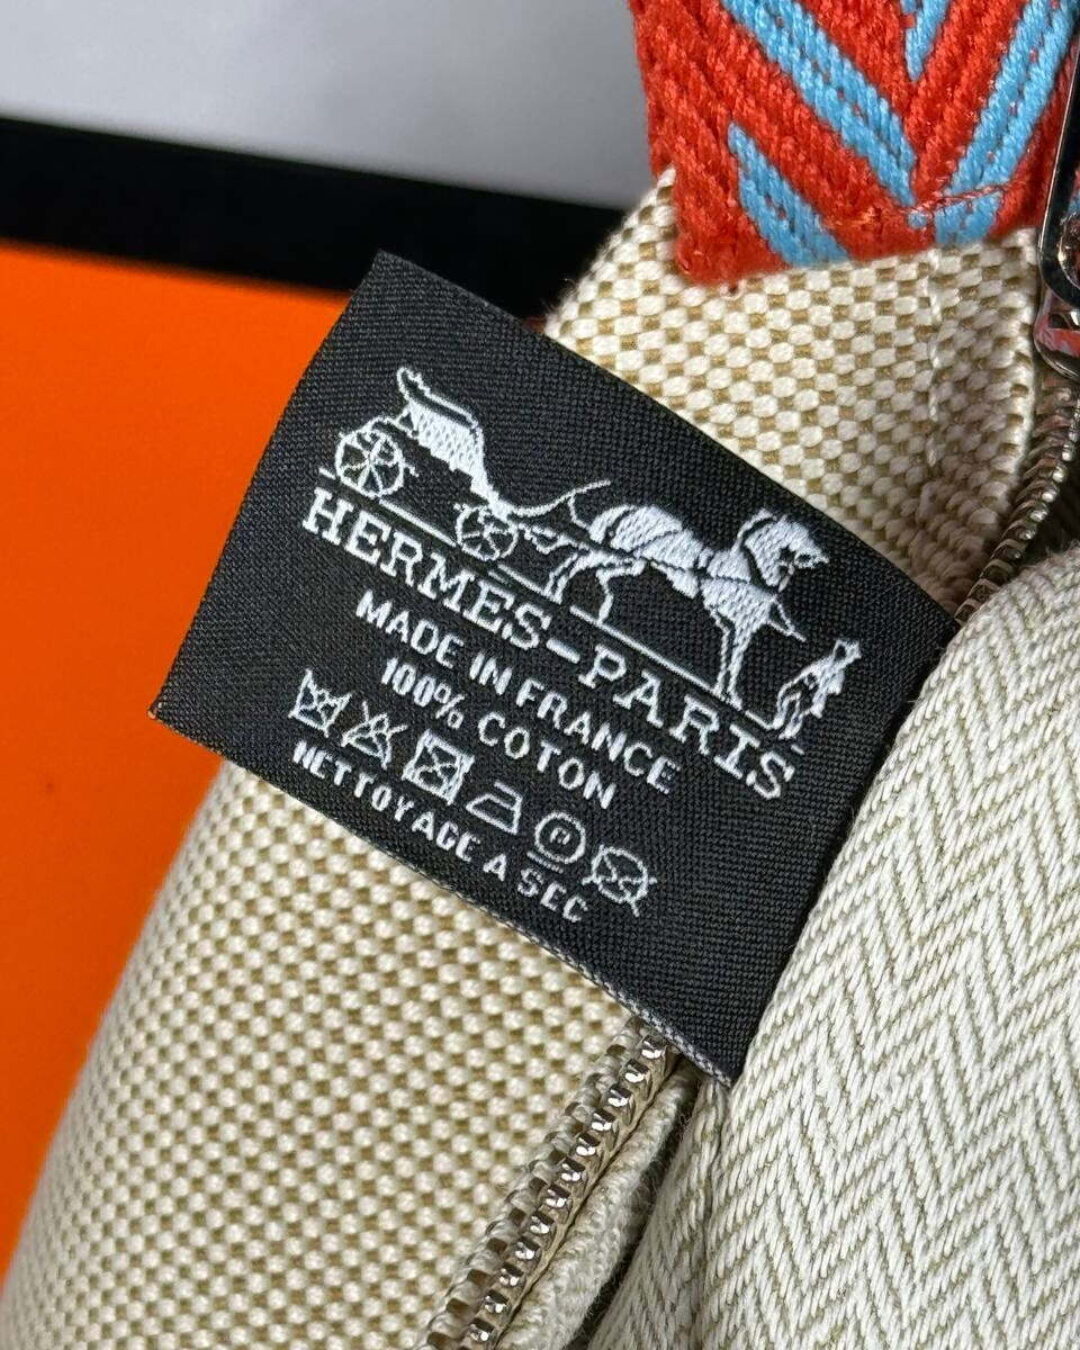 HERMES-PARIS
MADE IN FRANCE
100% COTON
NETTOYAGE A SEC